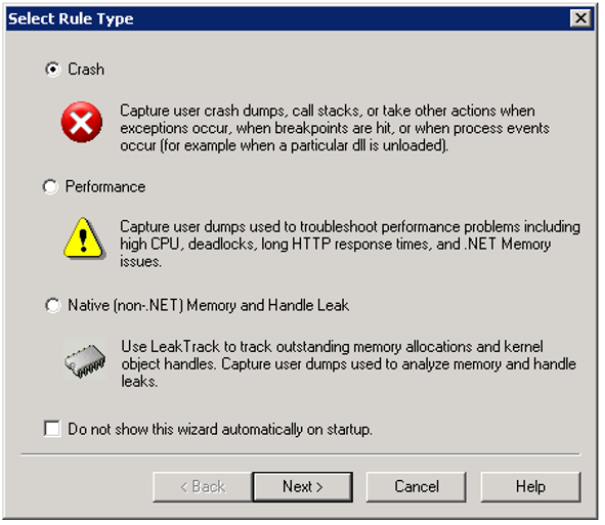 Select Rule Type
Crash
Capture user crash dumps, call stacks, or take other actions when
exceptions occur, when breakpoints are hit, or when process events
occur (for example when a particular dll is unloaded).
Performance
Capture user dumps used to troubleshoot performance problems including
high CPU, deadlocks, long HTTP response times, and .NET Memory
issues.
Native (non-.NET) Memory and Handle Leak
Use LeakTrack to track outstanding memory allocations and kernel
object handles. Capture user dumps used to analyze memory and handle
leaks.
Do not show this wizard automatically on startup.
< Back Next > Cancel Help